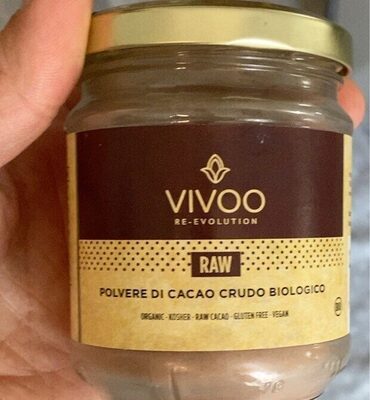 VIVOO
RE-EVOLUTION
RAW
POLVERE DI CACAO CRUDO BIOLOGICO
ORGANIC · KOSHER · RAW CACAO · GLUTEN FREE · VEGAN